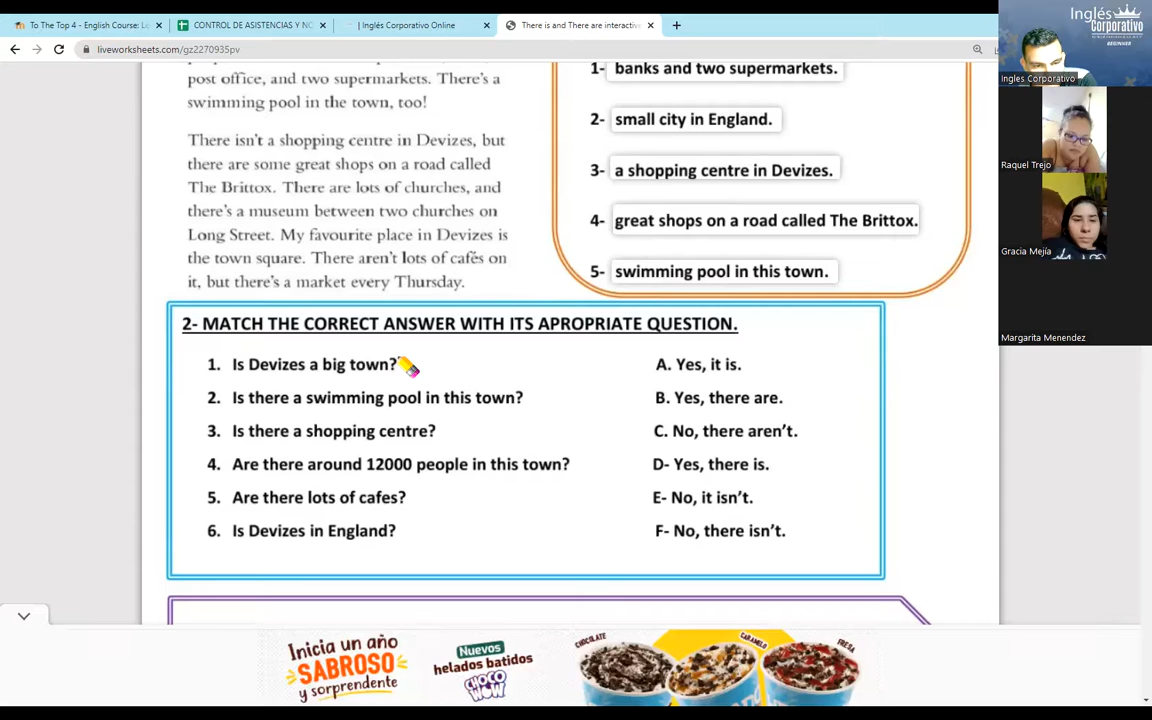 To The Top 4 - English Course: L
CONTROL DE ASISTENCIAS Y NO
| Inglés Corporativo Online
There is and There are interactiv
liveworksheets.com/gz2270935pv
post office, and two supermarkets. There's a
swimming pool in the town, too!
There isn't a shopping centre in Devizes, but
there are some great shops on a road called
The Brittox. There are lots of churches, and
there's a museum between two churches on
Long Street. My favourite place in Devizes is
the town square. There aren't lots of cafés on
it, but there's a market every Thursday.
1- banks and two supermarkets.
2- small city in England.
3- a shopping centre in Devizes.
4- great shops on a road called The Brittox.
5- swimming pool in this town.
2- MATCH THE CORRECT ANSWER WITH ITS APROPRIATE QUESTION.
1. Is Devizes a big town?
2. Is there a swimming pool in this town?
3. Is there a shopping centre?
4. Are there around 12000 people in this town?
5. Are there lots of cafes?
6. Is Devizes in England?
A. Yes, it is.
B. Yes, there are.
C. No, there aren't.
D- Yes, there is.
E- No, it isn't.
F- No, there isn't.
Inicia un año
SABROSO
y sorprendente
Nuevos
helados batidos
CHOCO
WOW
CHOCOLATE
CARAMELO
FRESA
Inglés
Corporativo
BEGINNER
Ingles Corporativo
Raquel Trejo
Gracia Mejía
Margarita Menendez